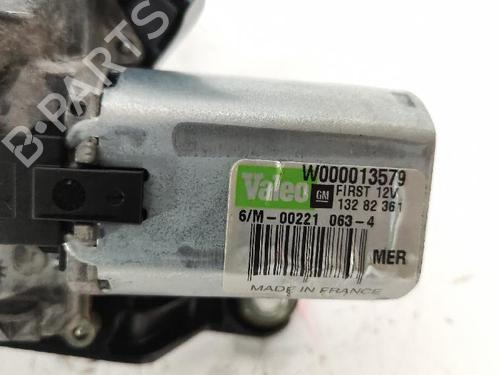 B-PARTS
Valeo
W000013579
GM FIRST 12V
132 82 361
6/M-00221 063-4
MER
MADE IN FRANCE